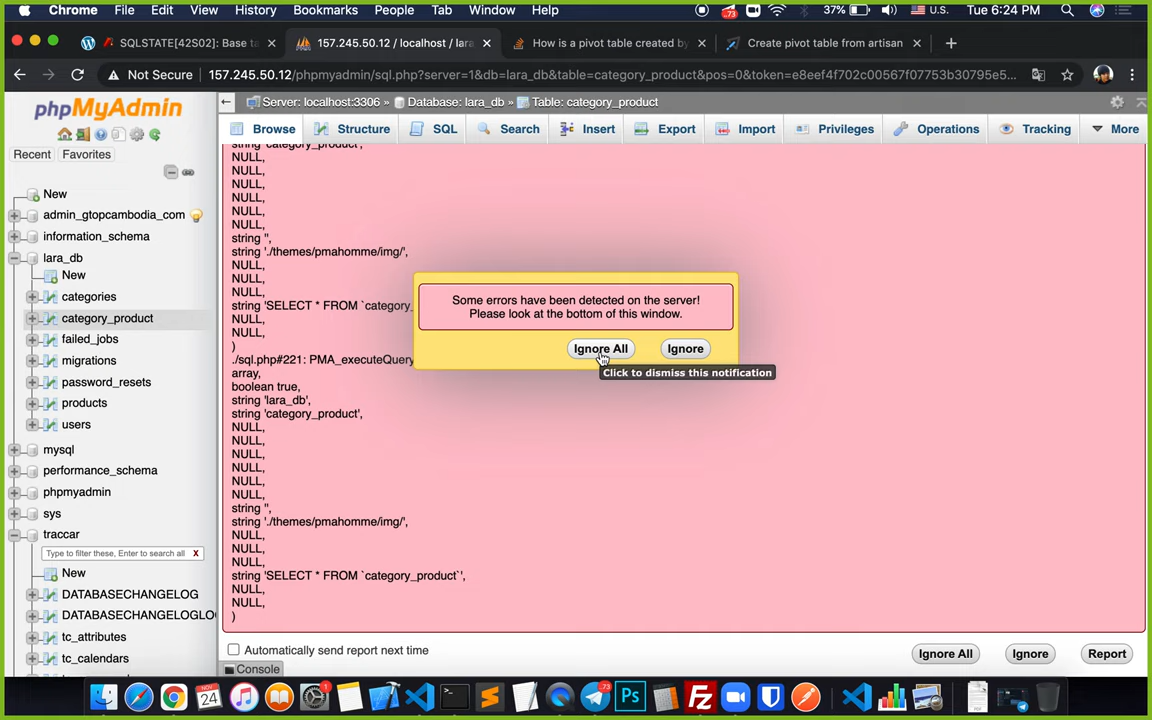 Chrome File Edit View History Bookmarks People Tab Window Help 37% U.S. Tue 6:24 PM
SQLSTATE[42S02]: Base ta
157.245.50.12 / localhost / lara
How is a pivot table created by
Create pivot table from artisan
Not Secure 157.245.50.12/phpmyadmin/sql.php?server=1&db=lara_db&table=category_product&pos=0&token=e8eef4f702c00567f07753b30795e5...
phpMyAdmin
Recent Favorites
New
admin_gtopcambodia_com
information_schema
lara_db
New
categories
category_product
failed_jobs
migrations
password_resets
products
users
mysql
performance_schema
phpmyadmin
sys
traccar
Type to filter these, Enter to search all X
New
DATABASECHANGELOG
DATABASECHANGELOGLO
tc_attributes
tc_calendars
Server: localhost:3306 » Database: lara_db » Table: category_product
Browse Structure SQL Search Insert Export Import Privileges Operations Tracking More
string 'category_product',
NULL,
NULL,
NULL,
NULL,
NULL,
NULL,
string '',
string './themes/pmahomme/img/',
NULL,
NULL,
NULL,
string 'SELECT * FROM `category_
NULL,
NULL,
)
./sql.php#221: PMA_executeQuery
array,
boolean true,
string 'lara_db',
string 'category_product',
NULL,
NULL,
NULL,
NULL,
NULL,
NULL,
string '',
string './themes/pmahomme/img/',
NULL,
NULL,
NULL,
string 'SELECT * FROM `category_product`',
NULL,
NULL,
)
Some errors have been detected on the server!
Please look at the bottom of this window.
Ignore All Ignore
Click to dismiss this notification
Automatically send report next time
Ignore All Ignore Report
Console
NOV
24
1
73
Ps
Fz